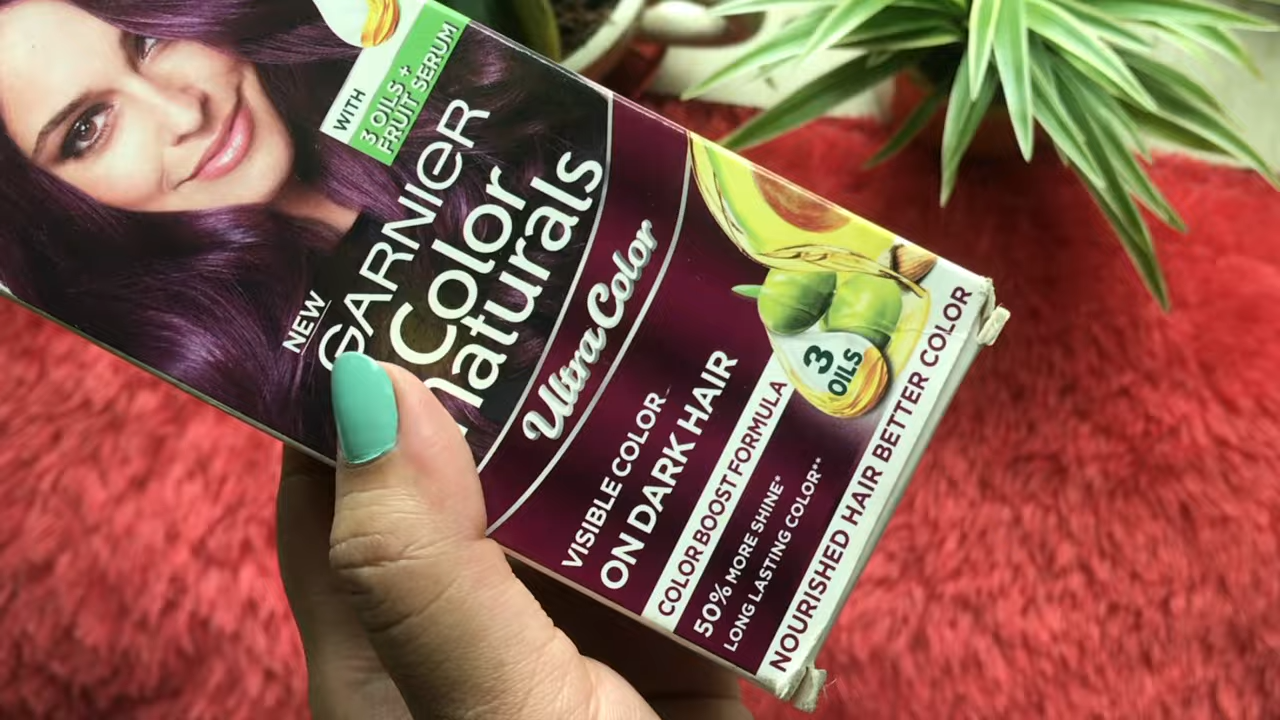 WITH
3 OILS +
FRUIT SERUM
NEW
GARNIER
Color
naturals
Ultra Color
VISIBLE COLOR
ON DARK HAIR
COLOR BOOST FORMULA
50% MORE SHINE*
LONG LASTING COLOR**
3
OILS
NOURISHED HAIR BETTER COLOR